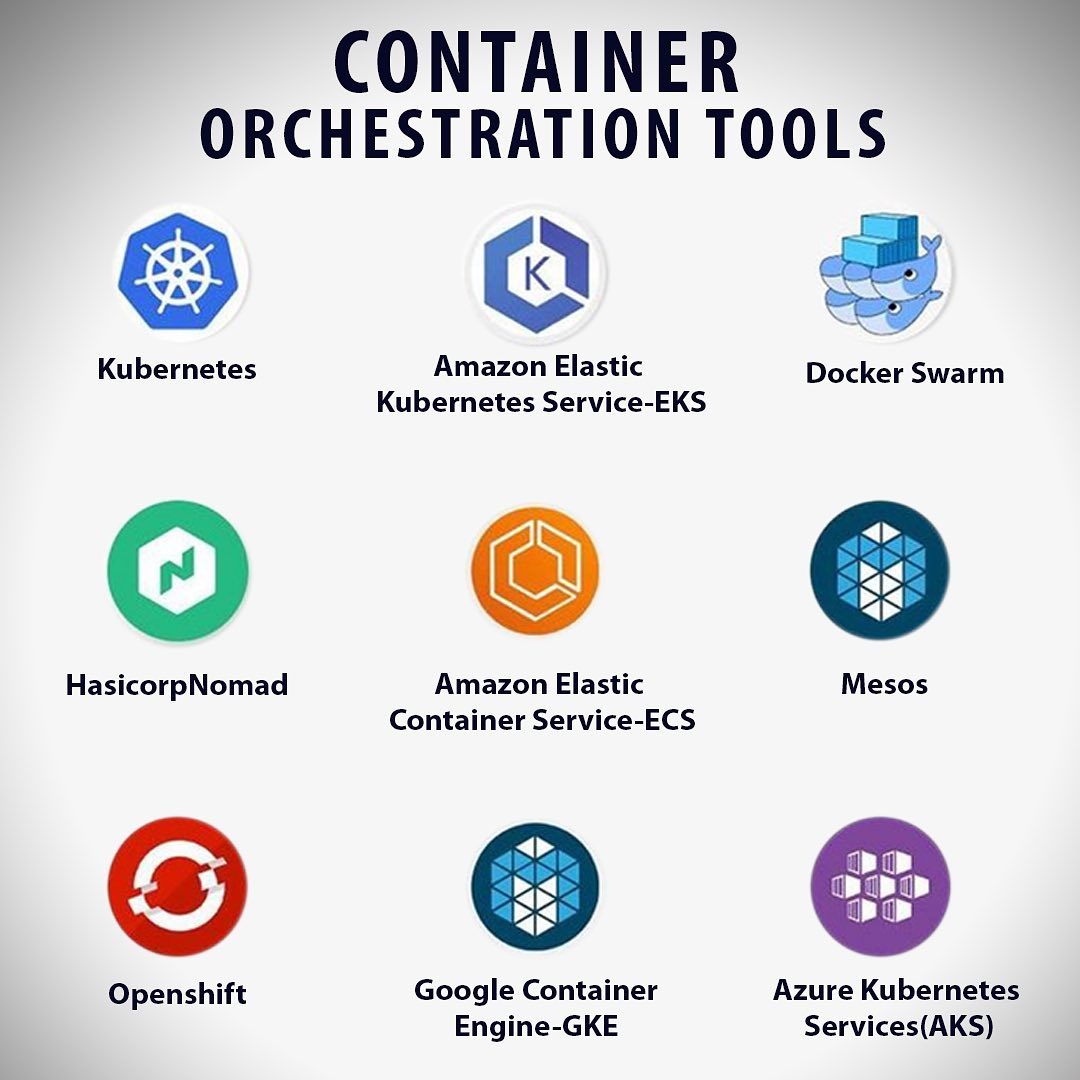 CONTAINER
ORCHESTRATION TOOLS
Kubernetes
K
Amazon Elastic
Kubernetes Service-EKS
Docker Swarm
N
HasicorpNomad
Amazon Elastic
Container Service-ECS
Mesos
Openshift
Google Container
Engine-GKE
Azure Kubernetes
Services(AKS)